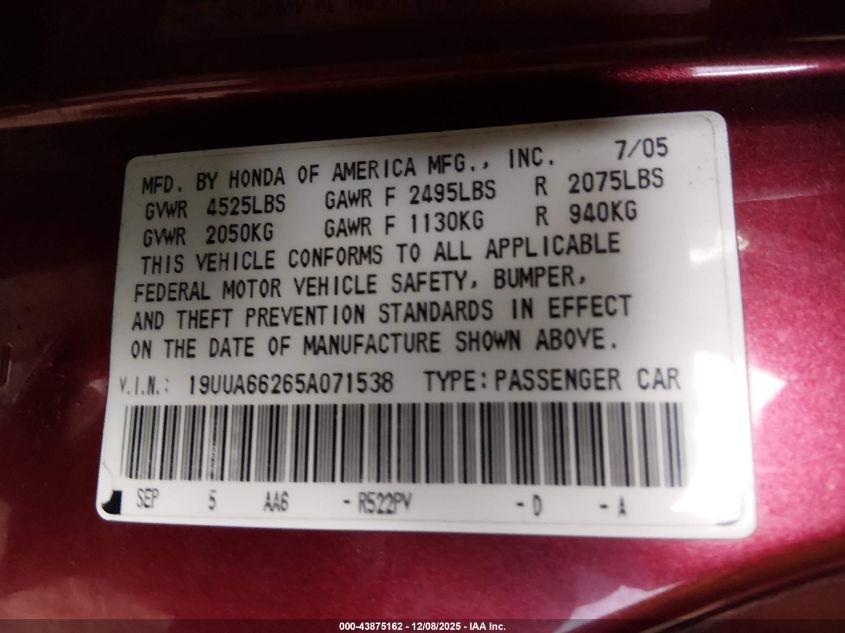 MFD. BY HONDA OF AMERICA MFG., INC. 7/05
GVWR 4525LBS GAWR F 2495LBS R 2075LBS
GVWR 2050KG GAWR F 1130KG R 940KG
THIS VEHICLE CONFORMS TO ALL APPLICABLE
FEDERAL MOTOR VEHICLE SAFETY, BUMPER,
AND THEFT PREVENTION STANDARDS IN EFFECT
ON THE DATE OF MANUFACTURE SHOWN ABOVE.
V.I.N.: 19UUA66265A071538 TYPE: PASSENGER CAR
SEP 5 AA6 - R522PV - D - A
000-43875162 - 12/08/2025 - IAA Inc.